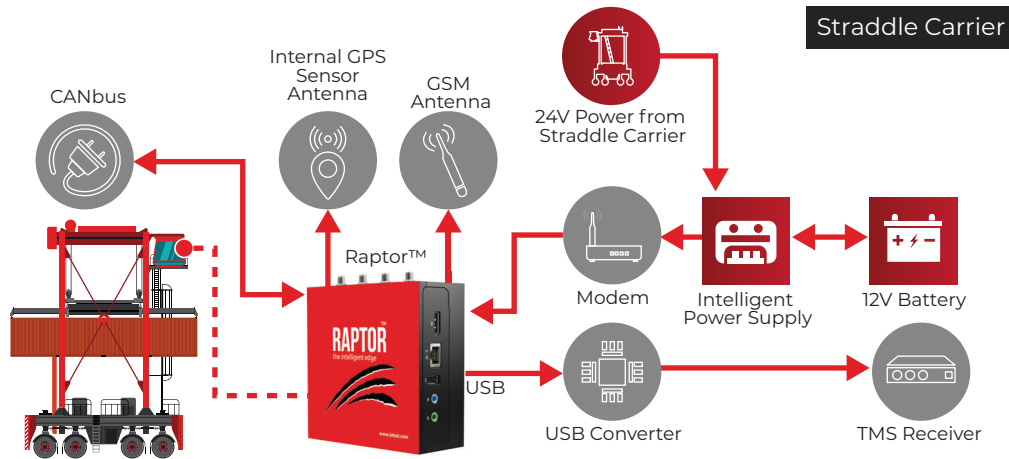 Straddle Carrier
Internal GPS
Sensor
Antenna
GSM
Antenna
CANbus
24V Power from
Straddle Carrier
Raptor™
Modem
Intelligent
Power Supply
12V Battery
RAPTOR™
the intelligent edge
USB
USB Converter
TMS Receiver